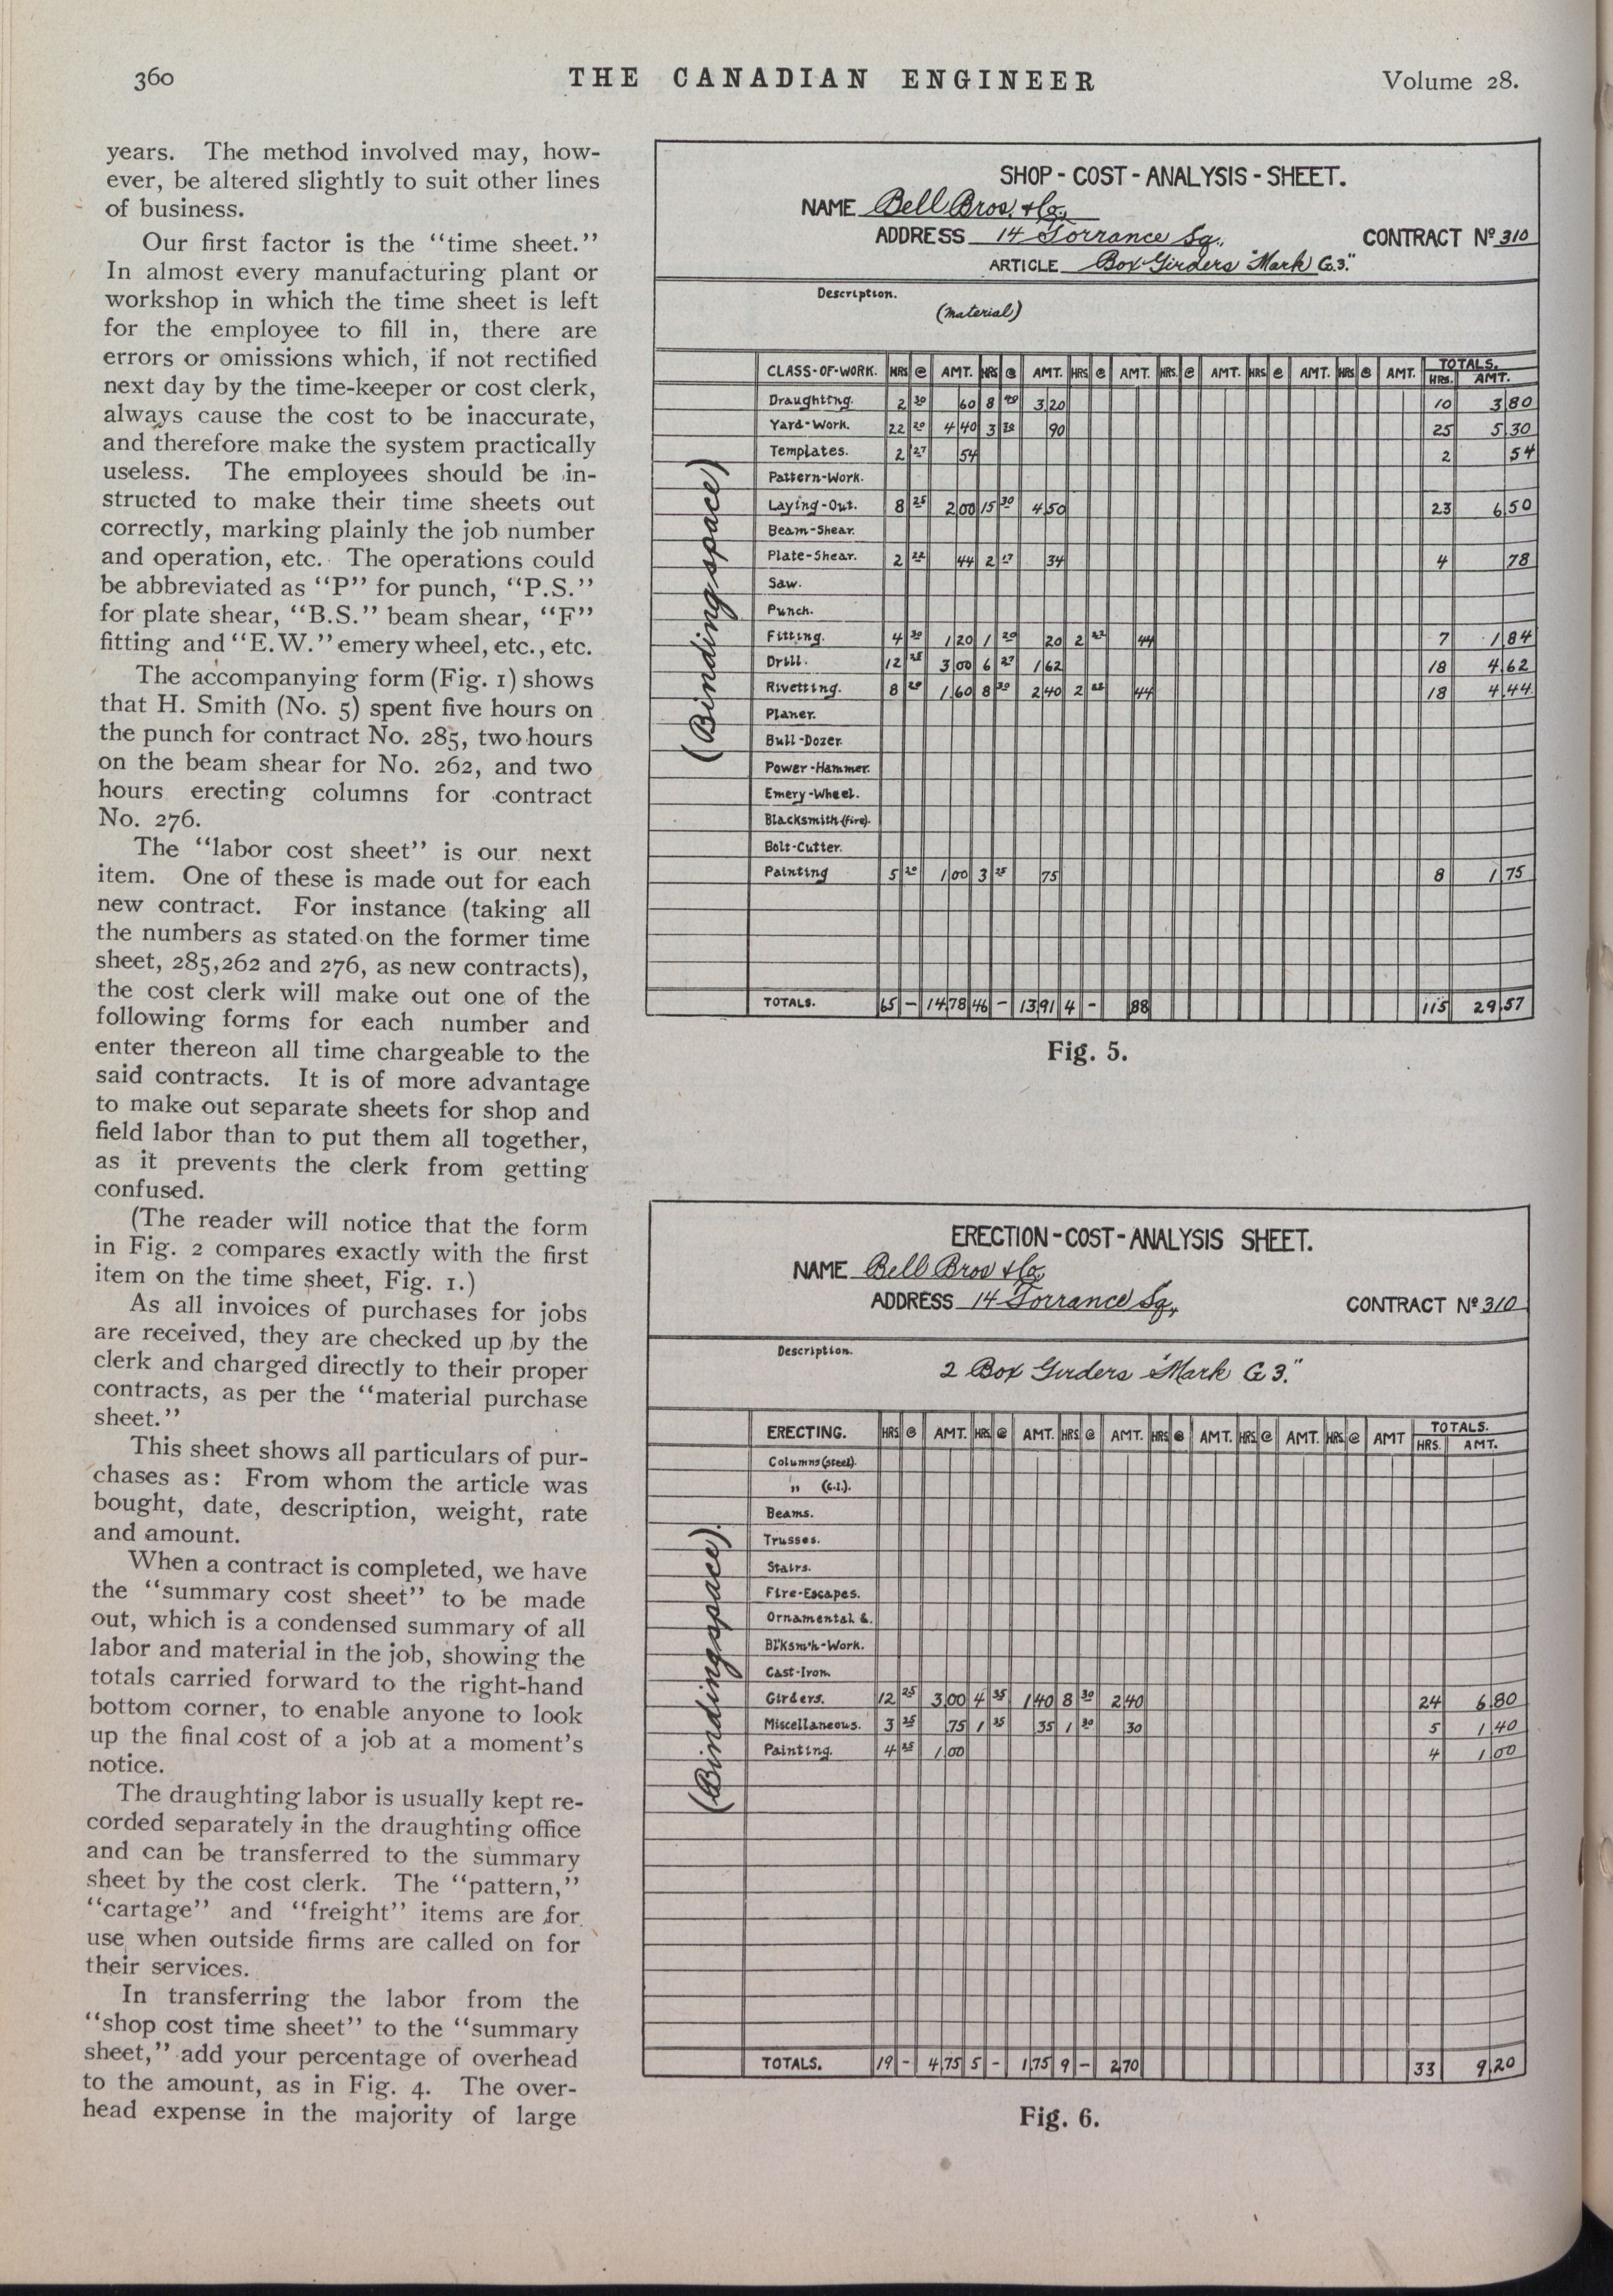 360
THE CANADIAN ENGINEER
Volume 28.
years. The method involved may, how-
ever, be altered slightly to suit other lines
of business.
Our first factor is the “time sheet.”
In almost every manufacturing plant or
workshop in which the time sheet is left
for the employee to fill in, there are
errors or omissions which, if not rectified
next day by the time-keeper or cost clerk,
always cause the cost to be inaccurate,
and therefore make the system practically
useless. The employees should be in-
structed to make their time sheets out
correctly, marking plainly the job number
and operation, etc. The operations could
be abbreviated as “P” for punch, “P.S.”
for plate shear, “B.S.” beam shear, “F”
fitting and “E.W.” emery wheel, etc., etc.
The accompanying form (Fig. 1) shows
that H. Smith (No. 5) spent five hours on
the punch for contract No. 285, two hours
on the beam shear for No. 262, and two
hours erecting columns for contract
No. 276.
The “labor cost sheet” is our next
item. One of these is made out for each
new contract. For instance (taking all
the numbers as stated on the former time
sheet, 285,262 and 276, as new contracts),
the cost clerk will make out one of the
following forms for each number and
enter thereon all time chargeable to the
said contracts. It is of more advantage
to make out separate sheets for shop and
field labor than to put them all together,
as it prevents the clerk from getting
confused.
(The reader will notice that the form
in Fig. 2 compares exactly with the first
item on the time sheet, Fig. 1.)
As all invoices of purchases for jobs
are received, they are checked up by the
clerk and charged directly to their proper
contracts, as per the “material purchase
sheet.”
This sheet shows all particulars of pur-
chases as: From whom the article was
bought, date, description, weight, rate
and amount.
When a contract is completed, we have
the “summary cost sheet” to be made
out, which is a condensed summary of all
labor and material in the job, showing the
totals carried forward to the right-hand
bottom corner, to enable anyone to look
up the final cost of a job at a moment's
notice.
The draughting labor is usually kept re-
corded separately in the draughting office
and can be transferred to the summary
sheet by the cost clerk. The “pattern,”
“cartage” and “freight” items are for
use when outside firms are called on for
their services.
In transferring the labor from the
“shop cost time sheet” to the “summary
sheet,” add your percentage of overhead
to the amount, as in Fig. 4. The over-
head expense in the majority of large
SHOP-COST-ANALYSIS-SHEET.
NAME Bell Bros. & Co.,
ADDRESS 14 Torrance Sq., CONTRACT No 310
ARTICLE Box Girders "Mark G.3."
Description.
(Material)
(Binding space)
CLASS-OF-WORK. HRS @ AMT. HRS @ AMT. HRS @ AMT. HRS. @ AMT. HRS @ AMT. HRS @ AMT. TOTALS. HRS. AMT.
Draughting. 2 30 60 8 40 3 20 10 3 80
Yard-Work. 22 20 4 40 3 30 90 25 5 30
Templates. 2 27 54 2 54
Pattern-Work.
Laying-Out. 8 25 2 00 15 30 4 50 23 6 50
Beam-Shear.
Plate-Shear. 2 22 44 2 17 34 4 78
Saw.
Punch.
Fitting. 4 30 1 20 1 20 20 2 22 44 7 1 84
Drill. 12 25 3 00 6 27 1 62 18 4 62
Rivetting. 8 20 1 60 8 30 2 40 2 22 44 18 4 44
Planer.
Bull-Dozer.
Power-Hammer.
Emery-Wheel.
Blacksmith (fire).
Bolt-Cutter.
Painting 5 20 1 00 3 25 75 8 1 75
TOTALS. 65 - 14 78 46 - 13 91 4 - 88 115 29 57
Fig. 5.
ERECTION-COST-ANALYSIS SHEET.
NAME Bell Bros & Co,
ADDRESS 14 Torrance Sq., CONTRACT No 310
Description.
2 Box Girders "Mark G 3."
(Binding space)
ERECTING. HRS @ AMT. HRS @ AMT. HRS @ AMT. HRS @ AMT. HRS @ AMT. HRS @ AMT TOTALS. HRS. AMT.
Columns (steel).
" (C.I.).
Beams.
Trusses.
Stairs.
Fire-Escapes.
Ornamental &.
Blksm'h-Work.
Cast-Iron.
Girders. 12 25 3 00 4 35 1 40 8 30 2 40 24 6 80
Miscellaneous. 3 25 75 1 35 35 1 30 30 5 1 40
Painting. 4 25 1 00 4 1 00
TOTALS. 19 - 4 75 5 - 1 75 9 - 2 70 33 9 20
Fig. 6.